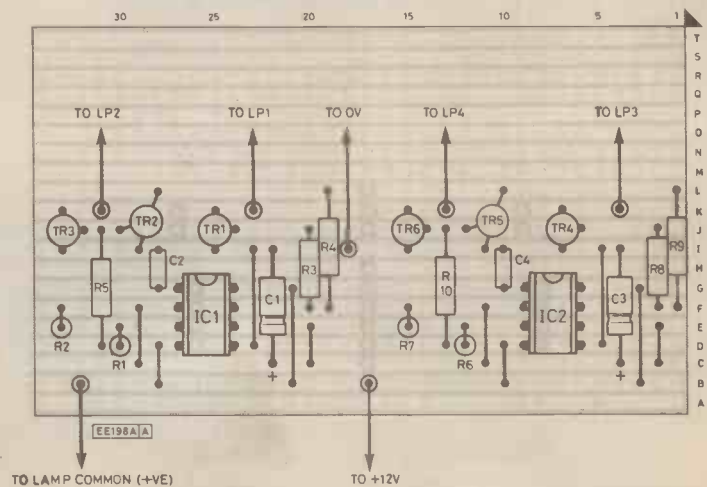 30 25 20 15 10 5 1
T
S
R
Q
P
O
N
M
L
K
J
I
H
G
F
E
D
C
B
A
TO LP2 TO LP1 TO 0V TO LP4 TO LP3
TR3 TR2 TR1 TR6 TR5 TR4
R5 C2 R3 R4 R10 C4 R8 R9
IC1 C1 IC2 C3
R2 R1 R7 R6
+ +
EE198A A
TO LAMP COMMON (+VE) TO +12V